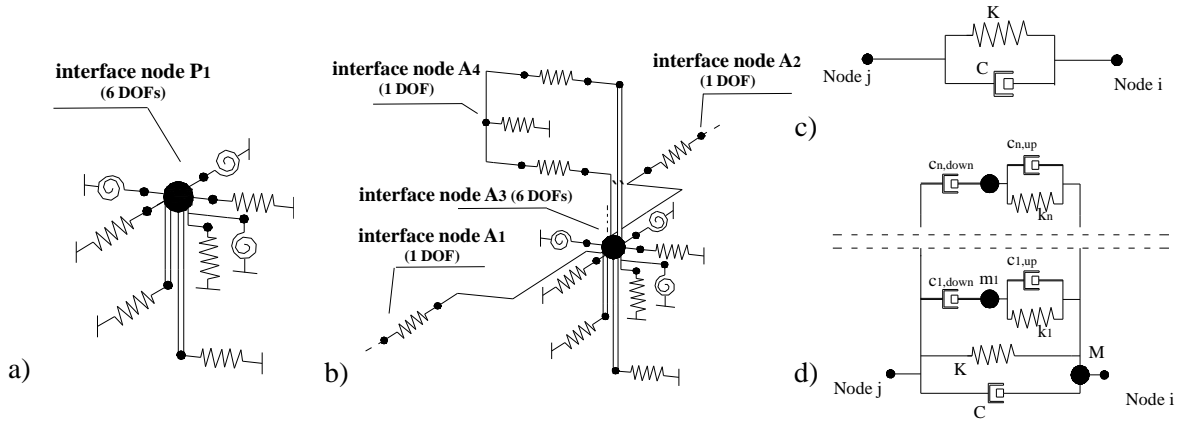 interface node P1
(6 DOFs)
a)
interface node A4
(1 DOF)
interface node A2
(1 DOF)
interface node A3 (6 DOFs)
interface node A1
(1 DOF)
b)
K
C
Node j
Node i
c)
cn,down
cn,up
kn
c1,down
m1
c1,up
k1
K
M
C
Node j
Node i
d)